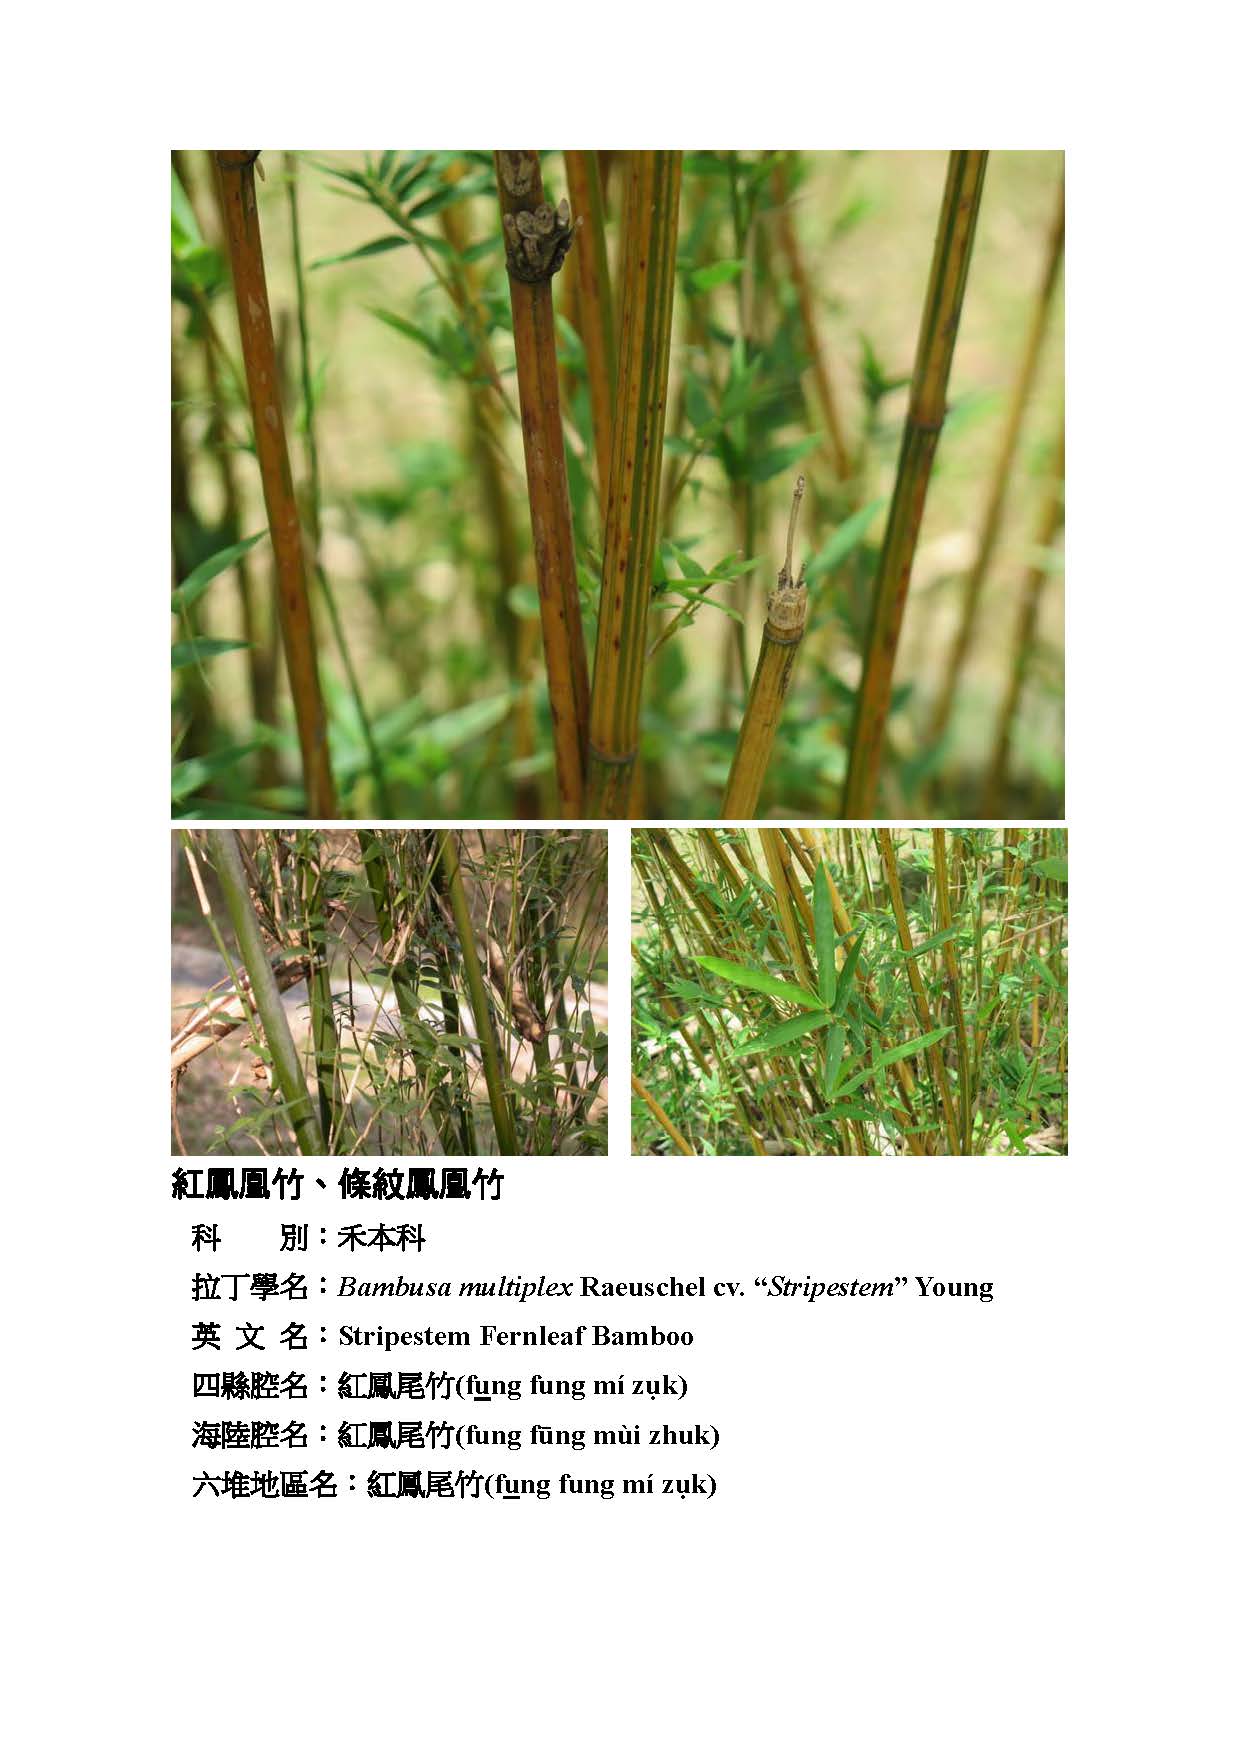 紅鳳凰竹、條紋鳳凰竹
科　　別：禾本科
拉丁學名：Bambusa multiplex Raeuschel cv. “Stripestem” Young
英 文 名：Stripestem Fernleaf Bamboo
四縣腔名：紅鳳尾竹(fu̲ng fung mí zụk)
海陸腔名：紅鳳尾竹(fung fūng mùi zhuk)
六堆地區名：紅鳳尾竹(fu̲ng fung mí zụk)